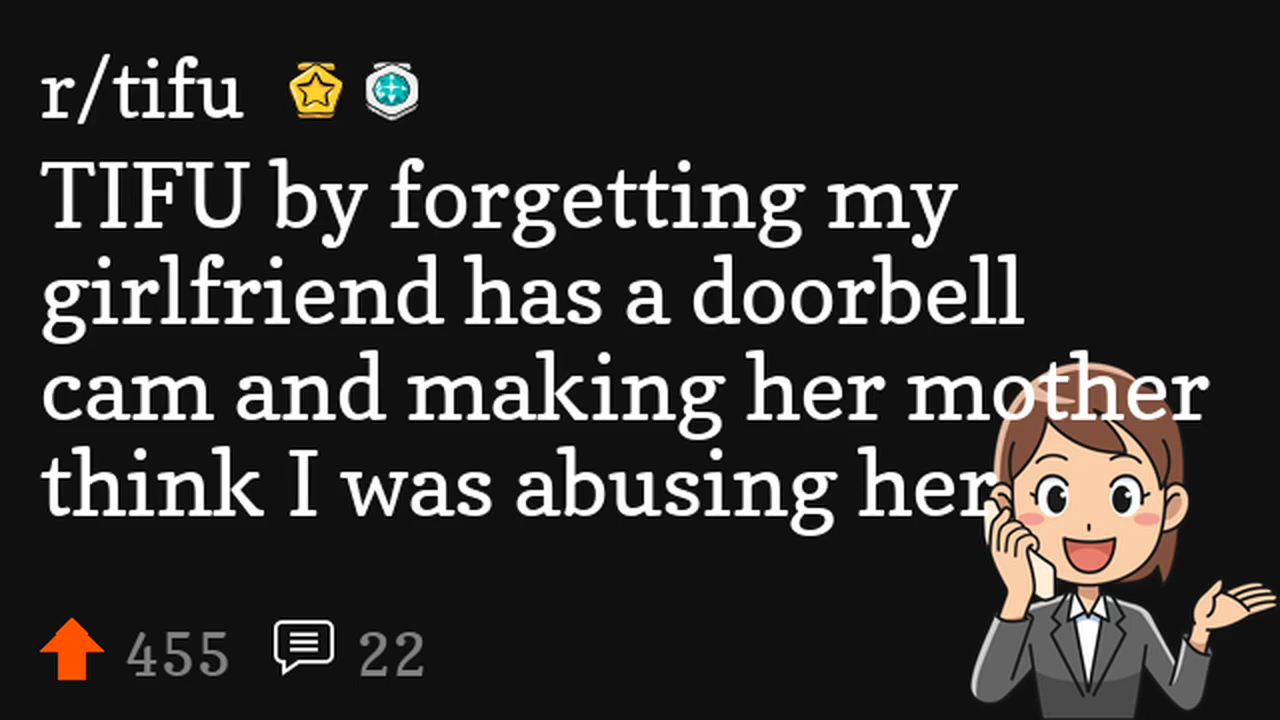 r/tifu
TIFU by forgetting my
girlfriend has a doorbell
cam and making her mother
think I was abusing her
455 22